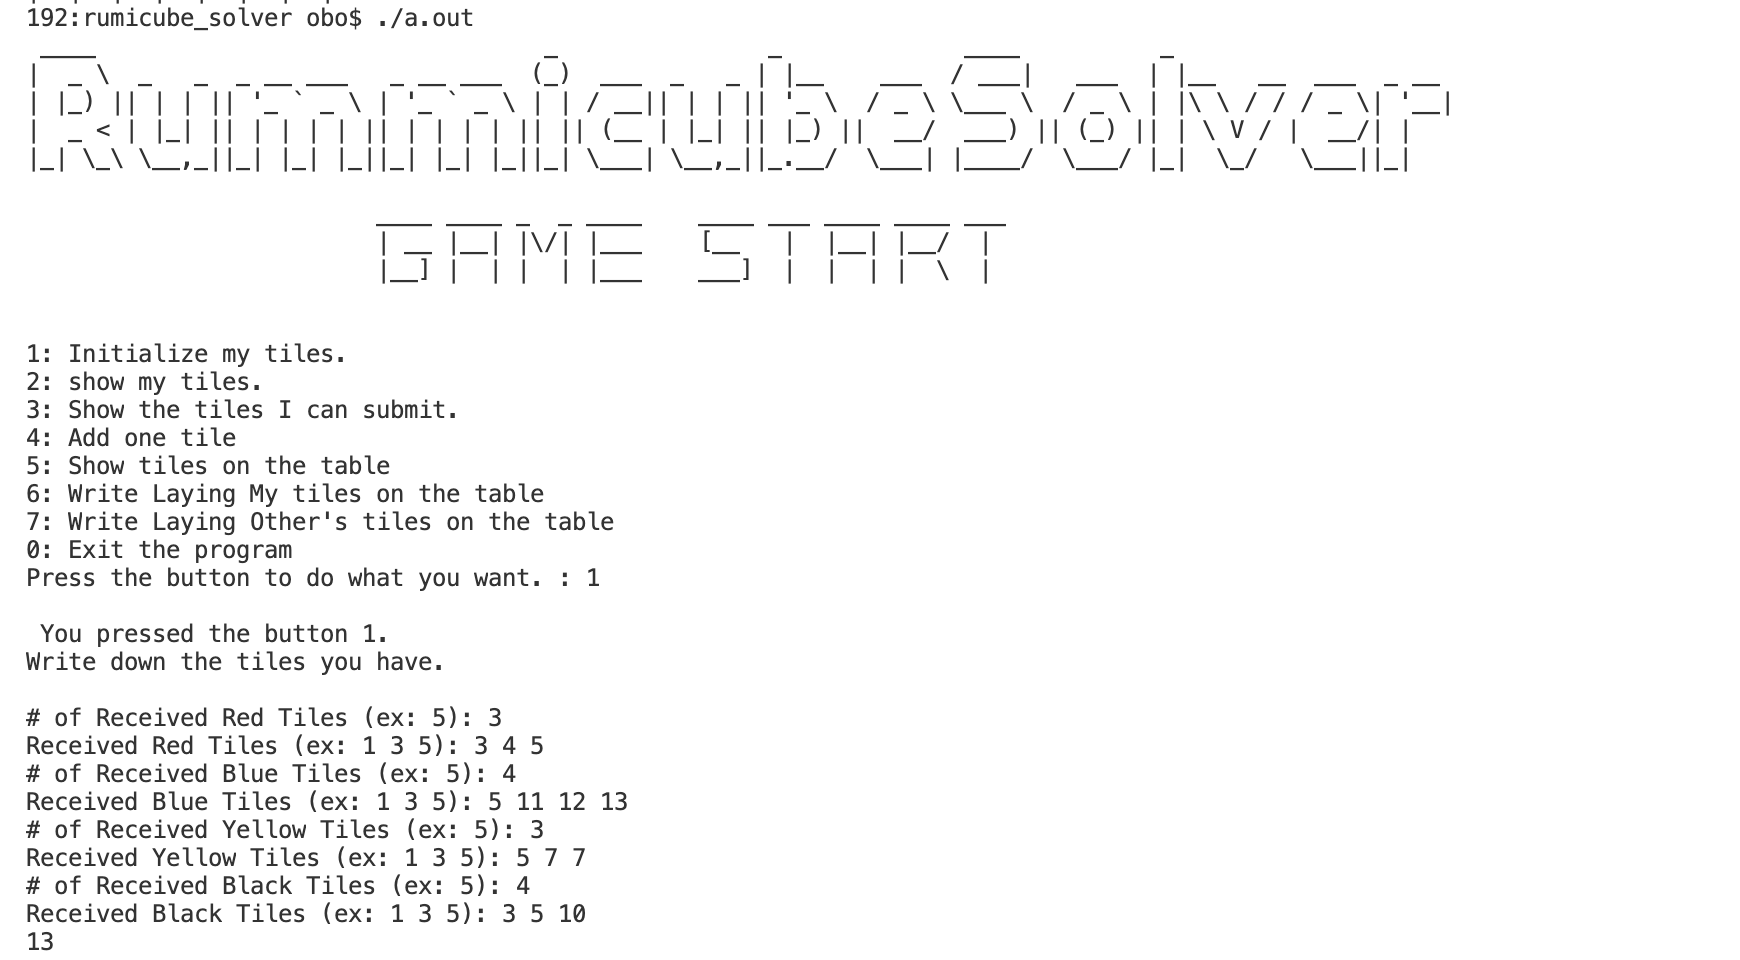 192:rumicube_solver obo$ ./a.out
RummicubeSolver
GAME START
1: Initialize my tiles.
2: show my tiles.
3: Show the tiles I can submit.
4: Add one tile
5: Show tiles on the table
6: Write Laying My tiles on the table
7: Write Laying Other's tiles on the table
0: Exit the program
Press the button to do what you want. : 1
You pressed the button 1.
Write down the tiles you have.
# of Received Red Tiles (ex: 5): 3
Received Red Tiles (ex: 1 3 5): 3 4 5
# of Received Blue Tiles (ex: 5): 4
Received Blue Tiles (ex: 1 3 5): 5 11 12 13
# of Received Yellow Tiles (ex: 5): 3
Received Yellow Tiles (ex: 1 3 5): 5 7 7
# of Received Black Tiles (ex: 5): 4
Received Black Tiles (ex: 1 3 5): 3 5 10
13